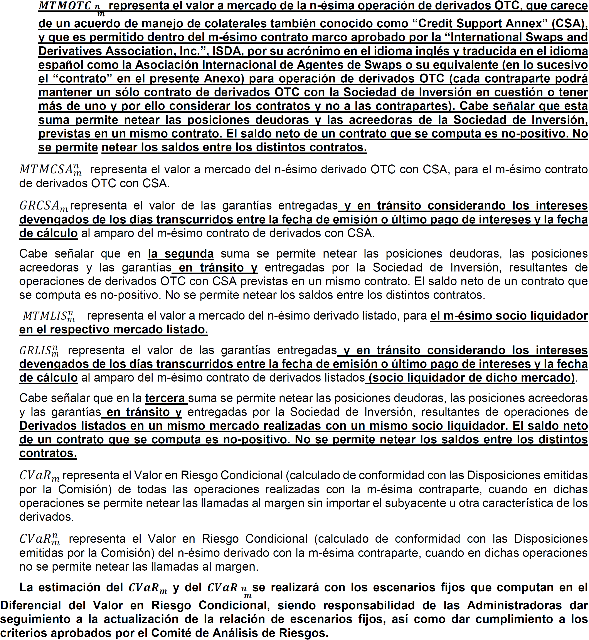 MTMOTC n m representa el valor a mercado de la n-ésima operación de derivados OTC, que carece
de un acuerdo de manejo de colaterales también conocido como “Credit Support Annex” (CSA),
y que es permitido dentro del m-ésimo contrato marco aprobado por la “International Swaps and
Derivatives Association, Inc.”, ISDA, por su acrónimo en el idioma inglés y traducida en el idioma
español como la Asociación Internacional de Agentes de Swaps o su equivalente (en lo sucesivo
el “contrato” en el presente Anexo) para operación de derivados OTC (cada contraparte podrá
mantener un sólo contrato de derivados OTC con la Sociedad de Inversión en cuestión o tener
más de uno y por ello considerar los contratos y no a las contrapartes). Cabe señalar que esta
suma permite netear las posiciones deudoras y las acreedoras de la Sociedad de Inversión,
previstas en un mismo contrato. El saldo neto de un contrato que se computa es no-positivo. No
se permite netear los saldos entre los distintos contratos.
MTMCSA n m representa el valor a mercado del n-ésimo derivado OTC con CSA, para el m-ésimo contrato
de derivados OTC con CSA.
GRCSA m representa el valor de las garantías entregadas y en tránsito considerando los intereses
devengados de los días transcurridos entre la fecha de emisión o último pago de intereses y la fecha
de cálculo al amparo del m-ésimo contrato de derivados con CSA.
Cabe señalar que en la segunda suma se permite netear las posiciones deudoras, las posiciones
acreedoras y las garantías en tránsito y entregadas por la Sociedad de Inversión, resultantes de
operaciones de derivados OTC con CSA previstas en un mismo contrato. El saldo neto de un contrato que
se computa es no-positivo. No se permite netear los saldos entre los distintos contratos.
MTMLIS n m representa el valor a mercado del n-ésimo derivado listado, para el m-ésimo socio liquidador
en el respectivo mercado listado.
GRLIS n m representa el valor de las garantías entregadas y en tránsito considerando los intereses
devengados de los días transcurridos entre la fecha de emisión o último pago de intereses y la fecha
de cálculo al amparo del m-ésimo contrato de derivado listados (socio liquidador de dicho mercado).
Cabe señalar que en la tercera suma se permite netear las posiciones deudoras, las posiciones acreedoras
y las garantías en tránsito y entregadas por la Sociedad de Inversión, resultantes de operaciones de
Derivados listados en un mismo mercado realizadas con un mismo socio liquidador. El saldo neto
de un contrato que se computa es no-positivo. No se permite netear los saldos entre los distintos
contratos.
CVaR m representa el Valor en Riesgo Condicional (calculado de conformidad con las Disposiciones emitidas
por la Comisión) de todas las operaciones realizadas con la m-ésima contraparte, cuando en dichas
operaciones se permite netear las llamadas al margen sin importar el subyacente u otra característica de los
derivados.
CVaR n m representa el Valor en Riesgo Condicional (calculado de conformidad con las Disposiciones
emitidas por la Comisión) del n-ésimo derivado con la m-ésima contraparte, cuando en dichas operaciones
no se permite netear las llamadas al margen.
La estimación del CVaR m y del CVaR n m se realizará con los escenarios fijos que computan en el
Diferencial del Valor en Riesgo Condicional, siendo responsabilidad de las Administradoras dar
seguimiento a la actualización de la relación de escenarios fijos, así como dar cumplimiento a los
criterios aprobados por el Comité de Análisis de Riesgos.